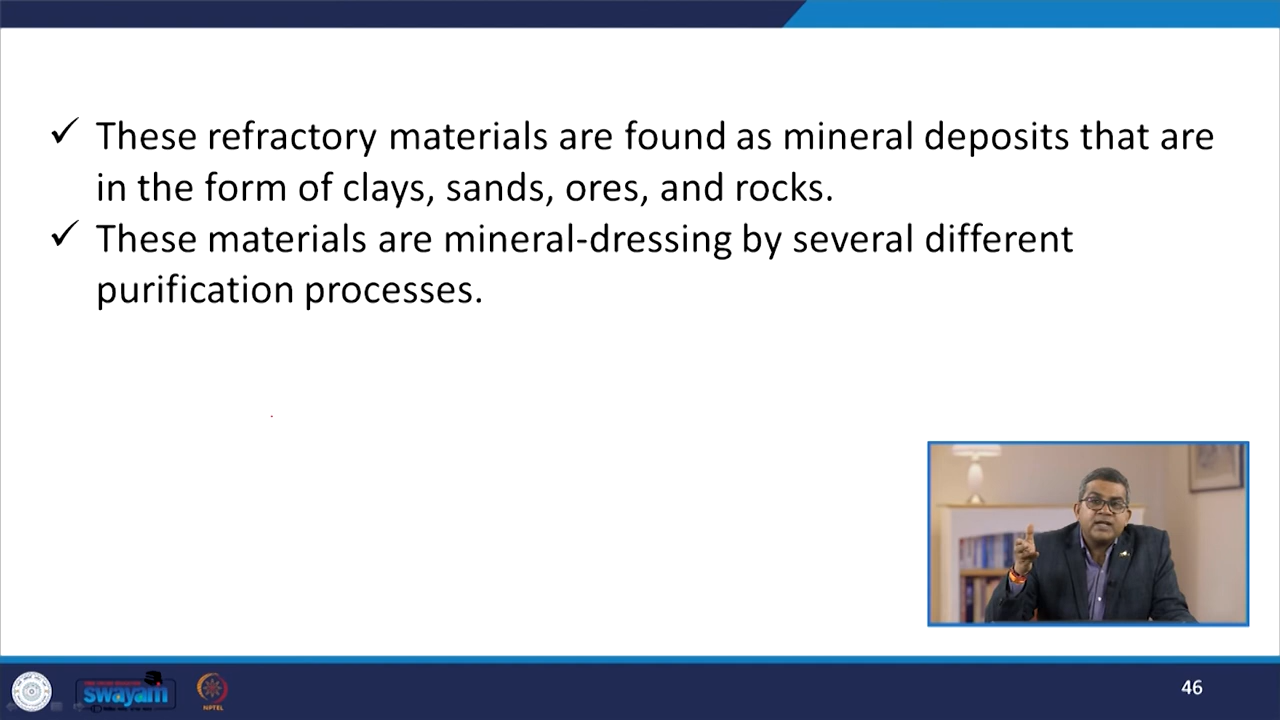 ✓ These refractory materials are found as mineral deposits that are
in the form of clays, sands, ores, and rocks.
✓ These materials are mineral-dressing by several different
purification processes.
swayam
NPTEL
46